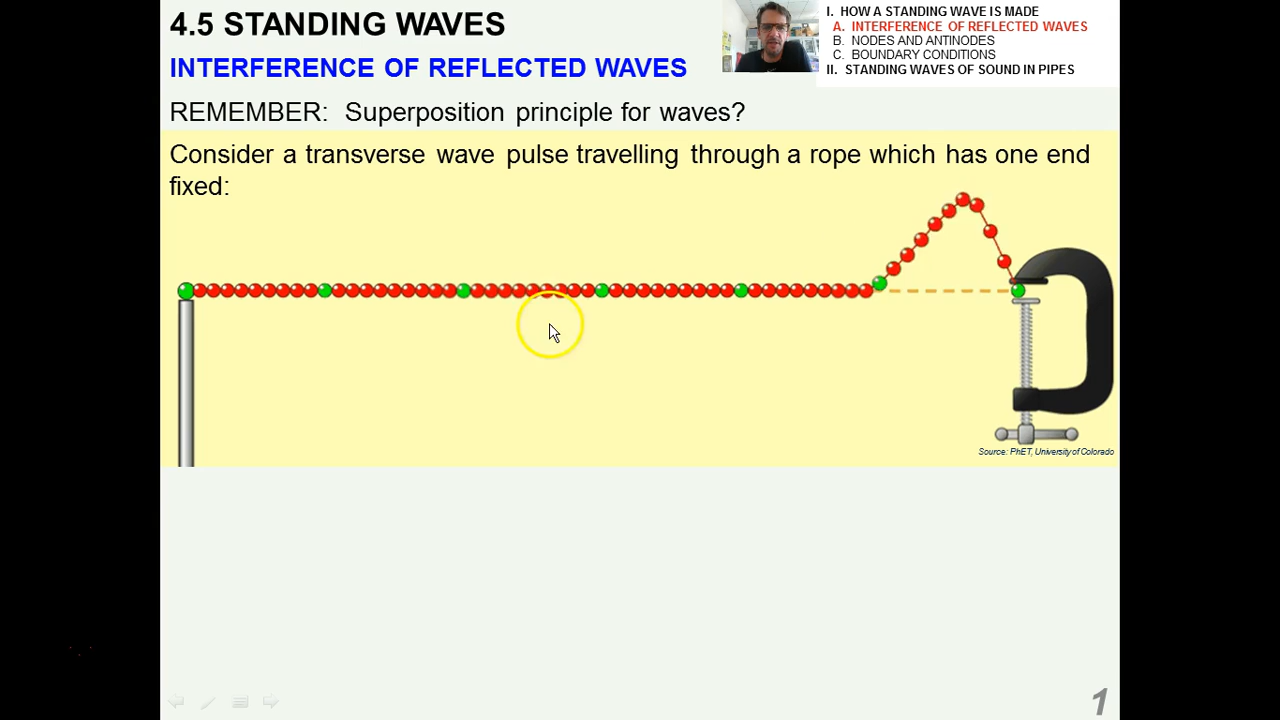 4.5 STANDING WAVES
INTERFERENCE OF REFLECTED WAVES
I. HOW A STANDING WAVE IS MADE
A. INTERFERENCE OF REFLECTED WAVES
B. NODES AND ANTINODES
C. BOUNDARY CONDITIONS
II. STANDING WAVES OF SOUND IN PIPES
REMEMBER: Superposition principle for waves?
Consider a transverse wave pulse travelling through a rope which has one end
fixed:
Source: PhET, University of Colorado
1